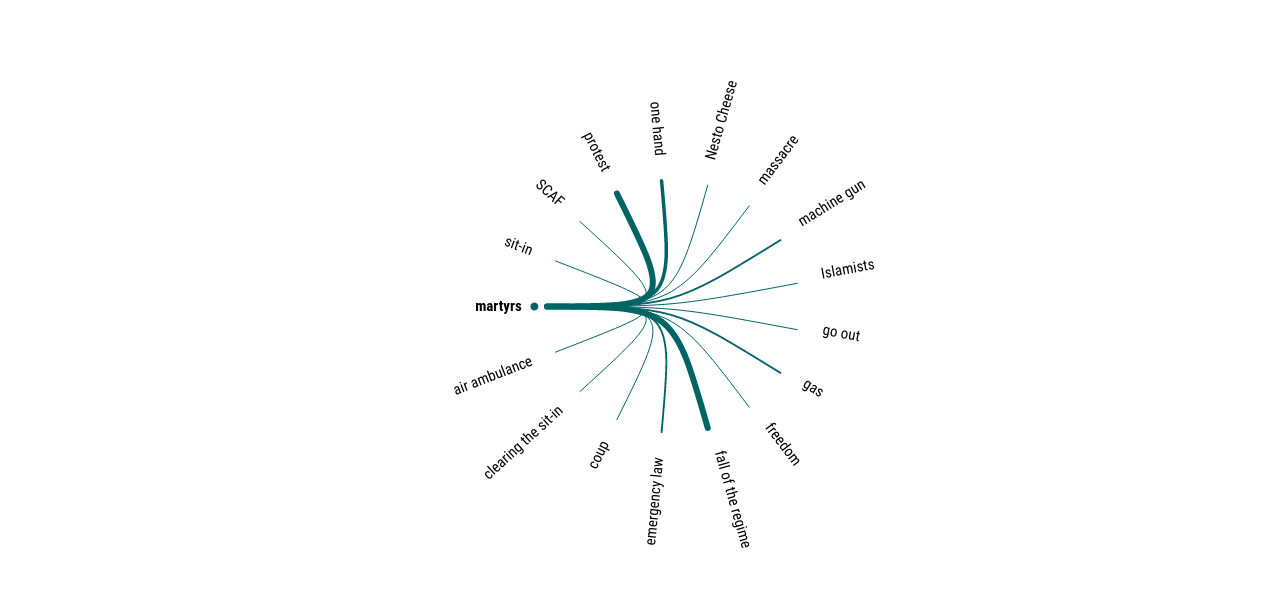 one hand
Nesto Cheese
protest
massacre
SCAF
machine gun
sit-in
Islamists
martyrs
go out
air ambulance
gas
clearing the sit-in
freedom
coup
emergency law
fall of the regime